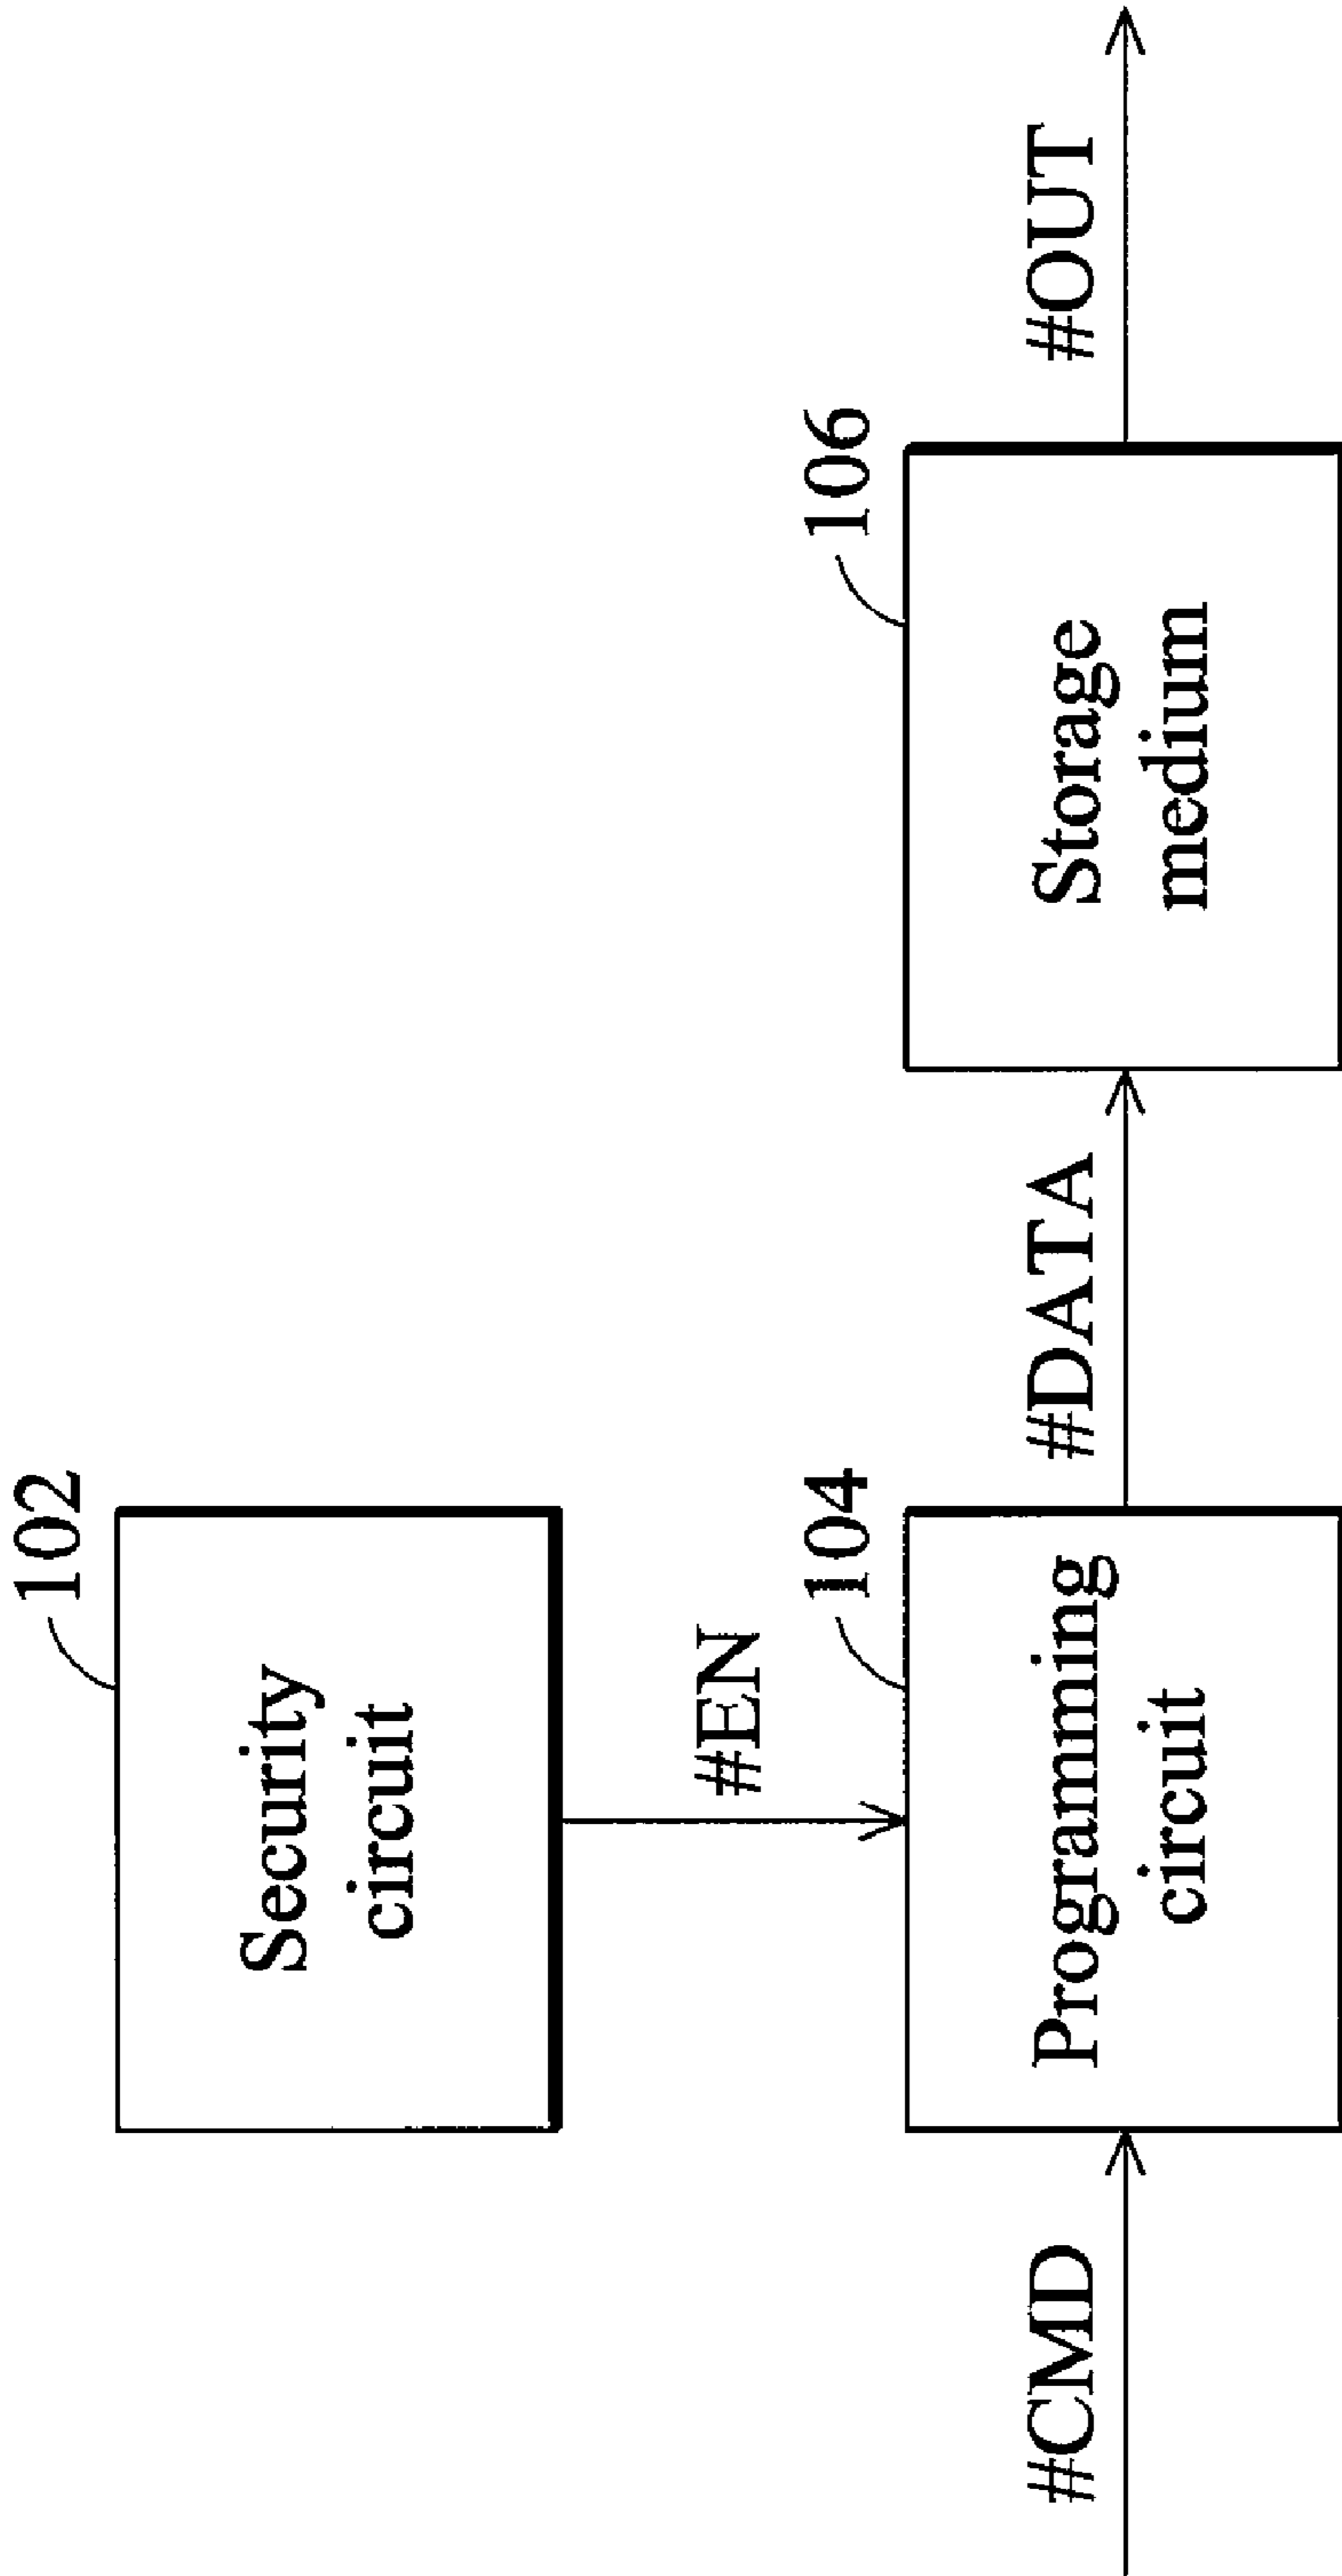 102
Security
circuit
#EN
104
106
#CMD
Programming
circuit
#DATA
Storage
medium
#OUT